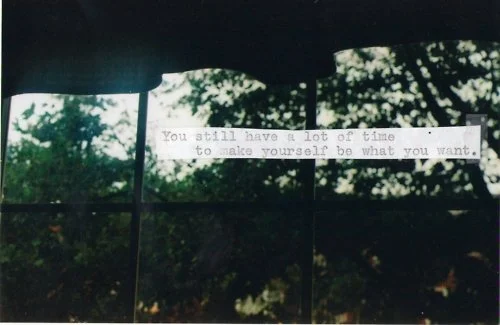 You still have a lot of time
to make yourself be what you want.